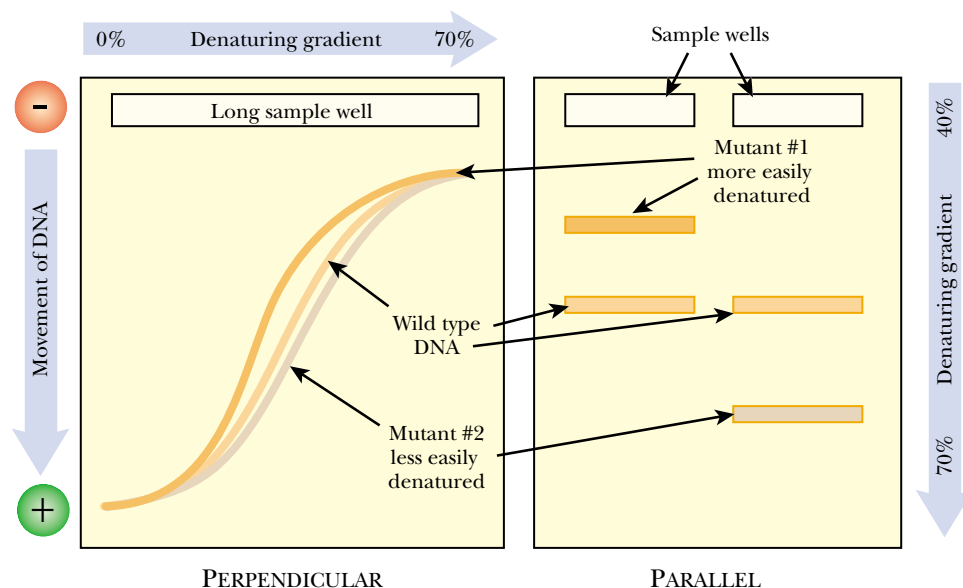 0% Denaturing gradient 70%
Sample wells
-
Long sample well
Mutant #1
more easily
denatured
Movement of DNA
Wild type
DNA
Mutant #2
less easily
denatured
+
40%
Denaturing gradient
70%
PERPENDICULAR
PARALLEL